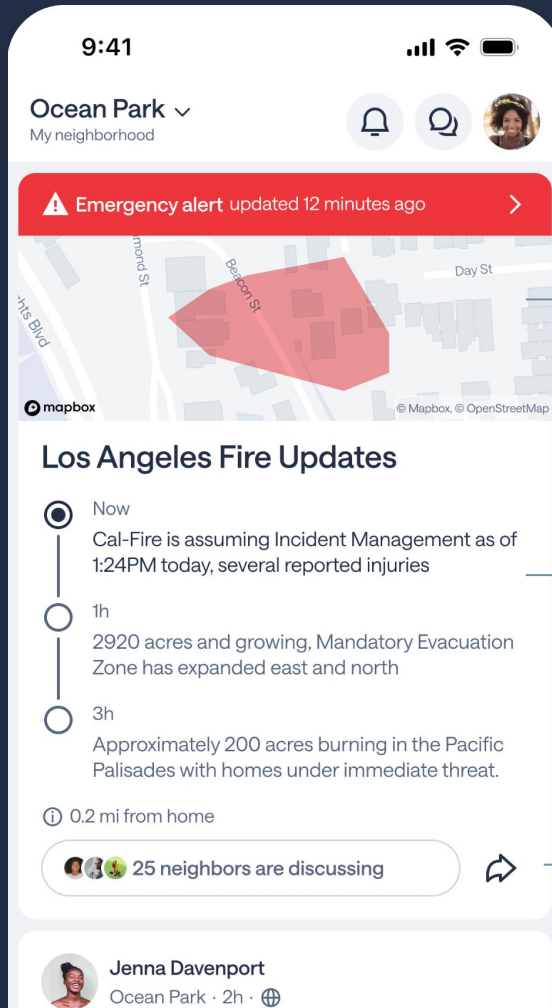 9:41
Ocean Park
My neighborhood
Emergency alert updated 12 minutes ago
mond St
Beacon St
Day St
hts Blvd
mapbox
© Mapbox, © OpenStreetMap
Los Angeles Fire Updates
Now
Cal-Fire is assuming Incident Management as of
1:24PM today, several reported injuries
1h
2920 acres and growing, Mandatory Evacuation
Zone has expanded east and north
3h
Approximately 200 acres burning in the Pacific
Palisades with homes under immediate threat.
0.2 mi from home
25 neighbors are discussing
Jenna Davenport
Ocean Park · 2h ·